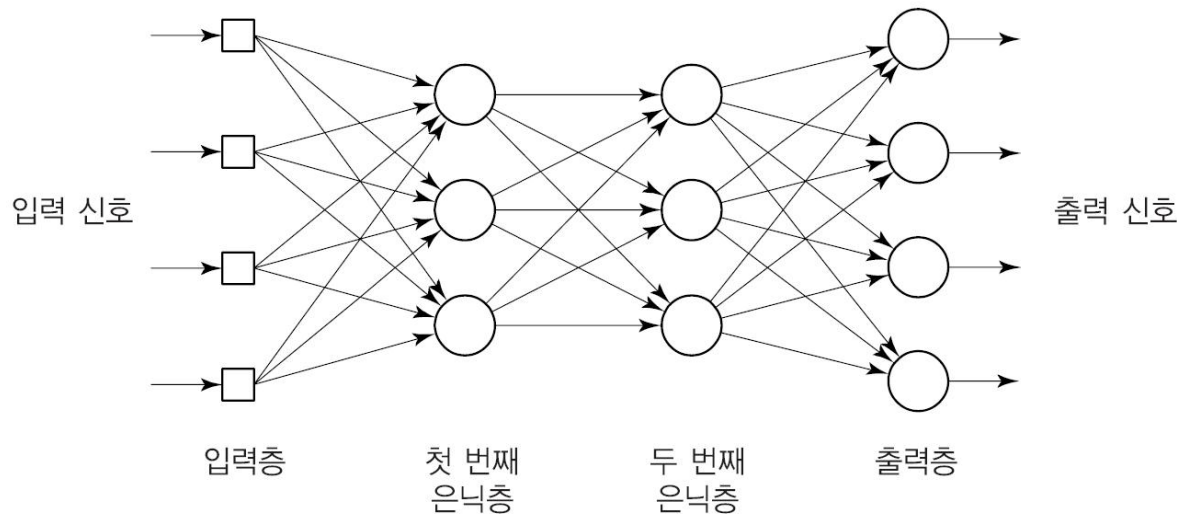 입력 신호
출력 신호
입력층
첫 번째
은닉층
두 번째
은닉층
출력층